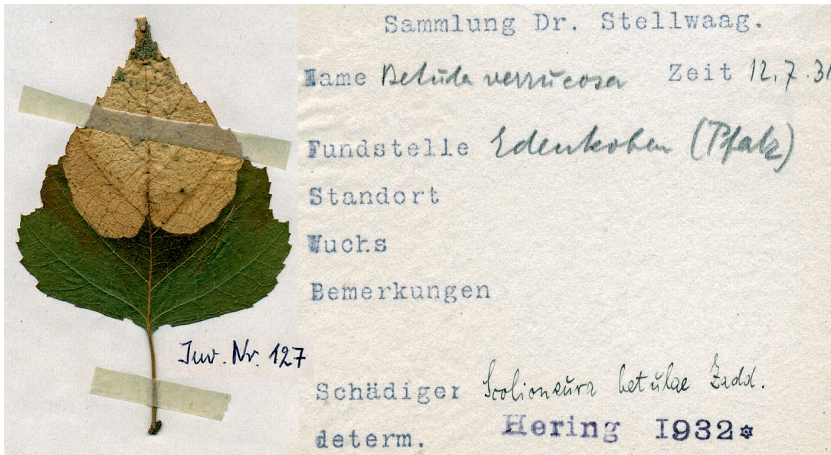 Sammlung Dr. Stellwaag.
Name Betula verrucosa Zeit 12.7.31
Fundstelle Edenkoben (Pfalz)
Standort
Wuchs
Bemerkungen
Inv. Nr. 127
Schädiger Scolioneura betulae Zadd.
determ. Hering 1932*